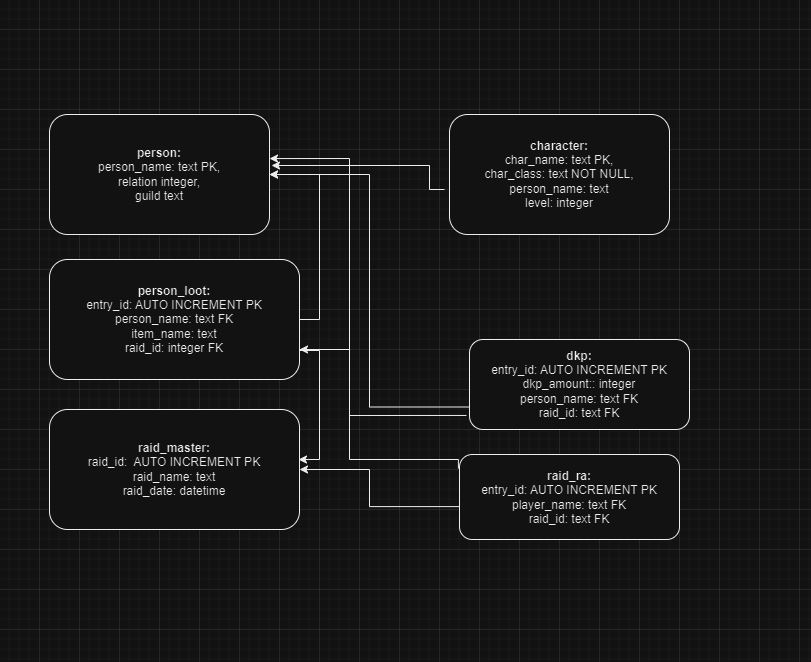 person:
person_name: text PK,
relation integer,
guild text
character:
char_name: text PK,
char_class: text NOT NULL,
person_name: text
level: integer
person_loot:
entry_id: AUTO INCREMENT PK
person_name: text FK
item_name: text
raid_id: integer FK
dkp:
entry_id: AUTO INCREMENT PK
dkp_amount:: integer
person_name: text FK
raid_id: text FK
raid_master:
raid_id: AUTO INCREMENT PK
raid_name: text
raid_date: datetime
raid_ra:
entry_id: AUTO INCREMENT PK
player_name: text FK
raid_id: text FK